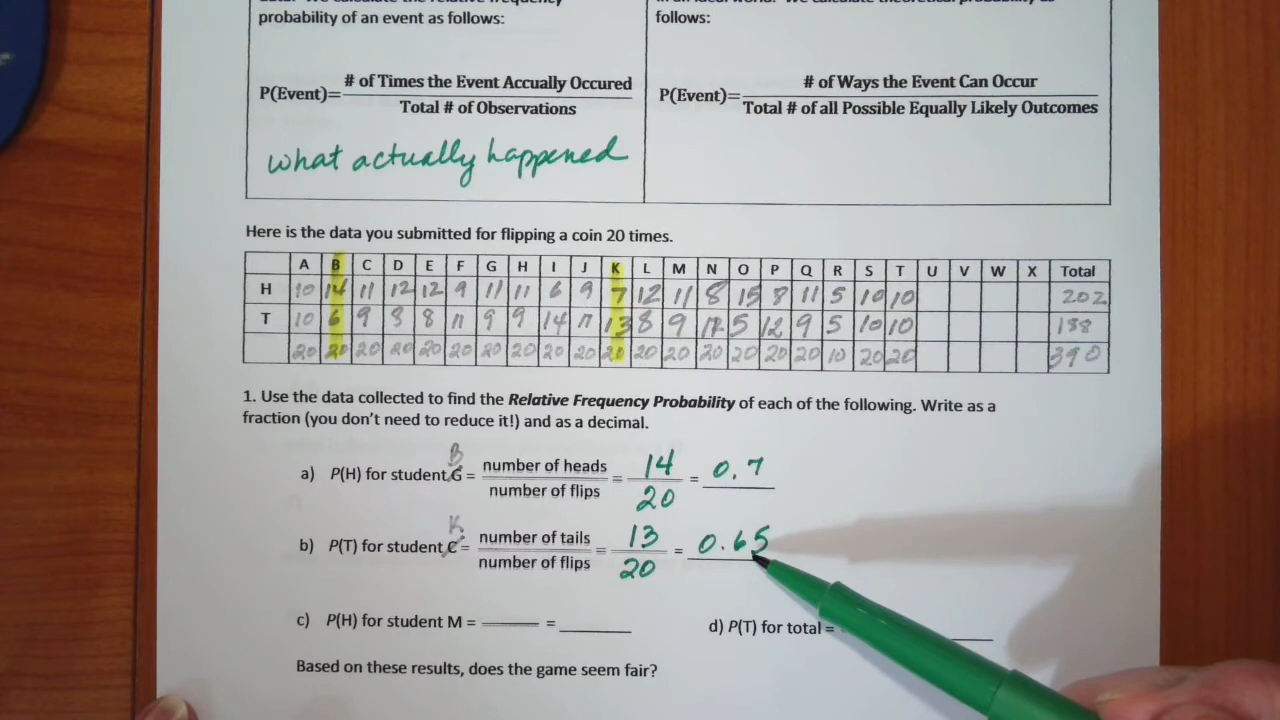 probability of an event as follows:
follows:
P(Event)= # of Times the Event Accually Occured
Total # of Observations
P(Event)= # of Ways the Event Can Occur
Total # of all Possible Equally Likely Outcomes
what actually happened
Here is the data you submitted for flipping a coin 20 times.
A B C D E F G H I J K L M N O P Q R S T U V W X Total
H 10 14 11 12 12 9 11 11 6 9 7 12 11 8 15 8 11 5 10 10 202
T 10 6 9 8 8 11 9 9 14 11 13 8 9 12 5 12 9 5 10 10 188
20 20 20 20 20 20 20 20 20 20 20 20 20 20 20 20 20 10 20 20 390
1. Use the data collected to find the Relative Frequency Probability of each of the following. Write as a
fraction (you don't need to reduce it!) and as a decimal.
B
a) P(H) for student G = number of heads = 14 = 0.7
number of flips 20
K
b) P(T) for student C = number of tails = 13 = 0.65
number of flips 20
c) P(H) for student M = =
d) P(T) for total =
Based on these results, does the game seem fair?